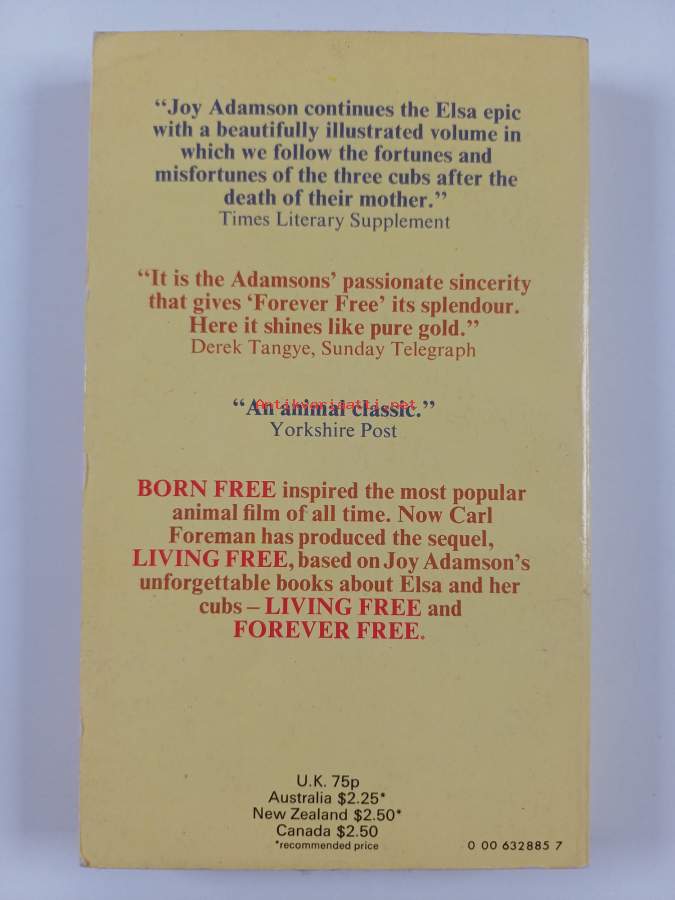 “Joy Adamson continues the Elsa epic
with a beautifully illustrated volume in
which we follow the fortunes and
misfortunes of the three cubs after the
death of their mother.”
Times Literary Supplement
“It is the Adamsons’ passionate sincerity
that gives ‘Forever Free’ its splendour.
Here it shines like pure gold.”
Derek Tangye, Sunday Telegraph
“An animal classic.”
Antikvariaatti.net
Yorkshire Post
BORN FREE inspired the most popular
animal film of all time. Now Carl
Foreman has produced the sequel,
LIVING FREE, based on Joy Adamson’s
unforgettable books about Elsa and her
cubs – LIVING FREE and
FOREVER FREE.
U.K. 75p
Australia $2.25*
New Zealand $2.50*
Canada $2.50
*recommended price
0 00 632885 7